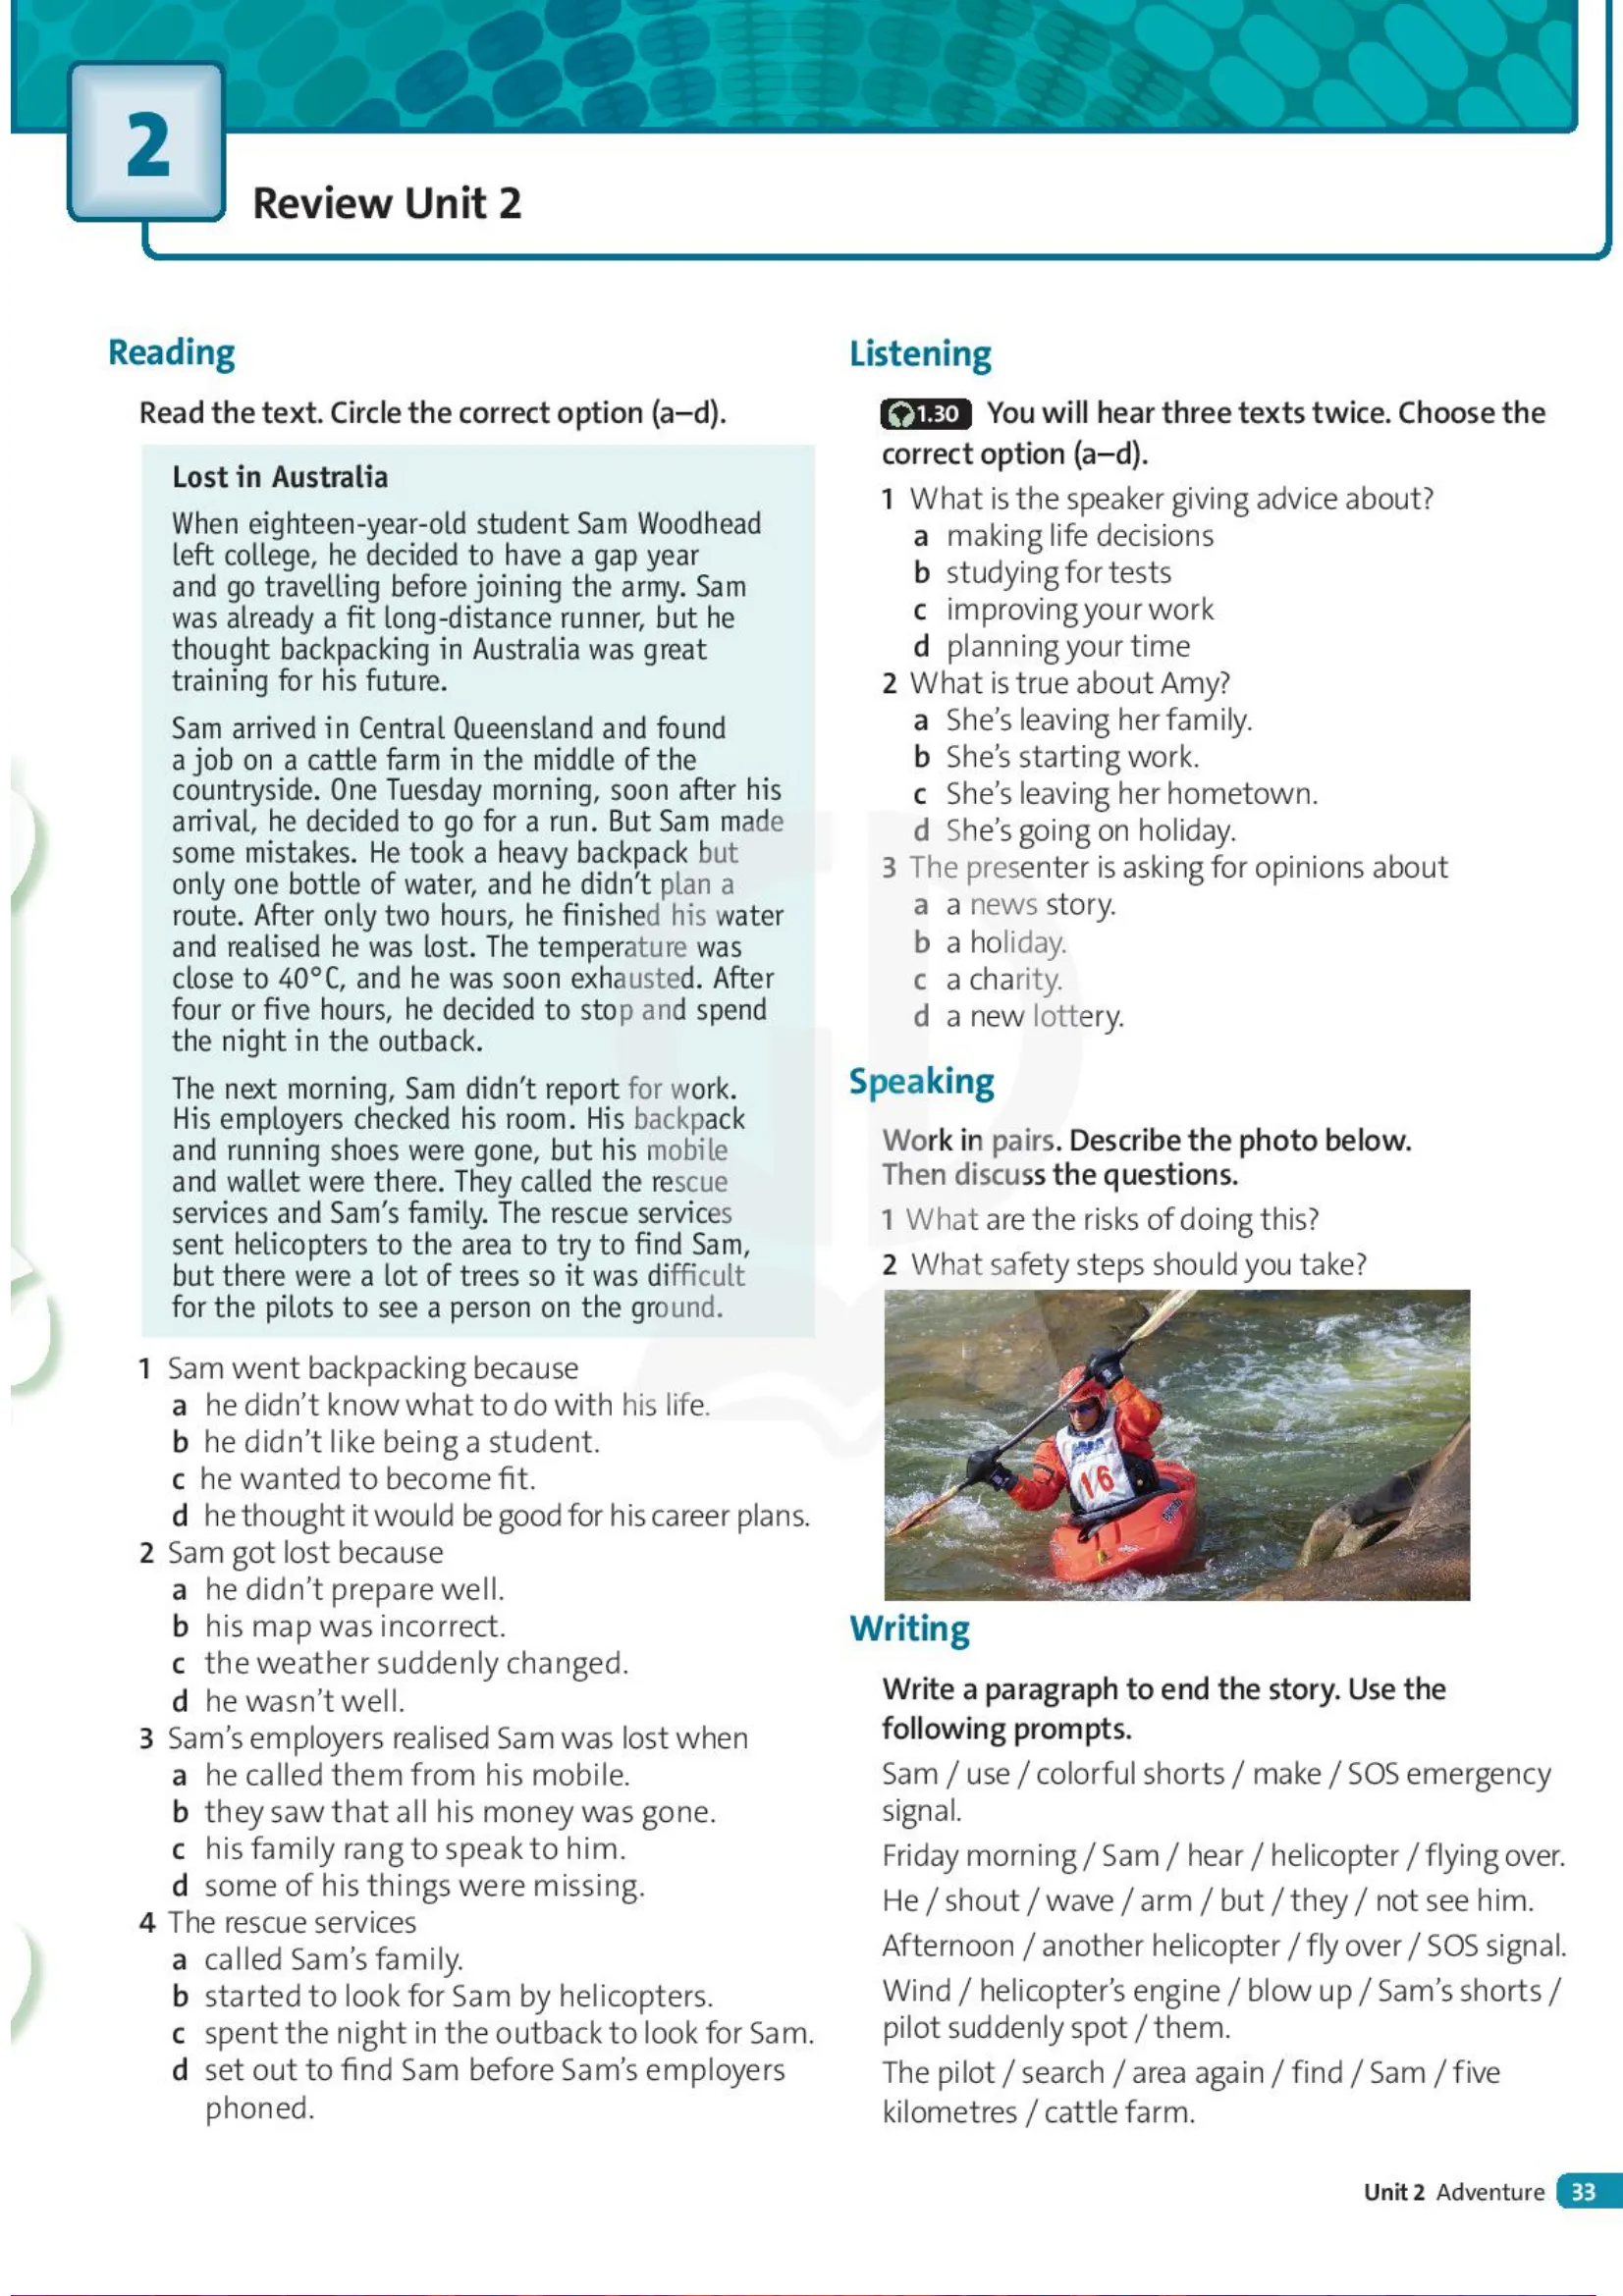 2
Review Unit 2
Reading
Read the text. Circle the correct option (a–d).
Lost in Australia
When eighteen-year-old student Sam Woodhead
left college, he decided to have a gap year
and go travelling before joining the army. Sam
was already a fit long-distance runner, but he
thought backpacking in Australia was great
training for his future.
Sam arrived in Central Queensland and found
a job on a cattle farm in the middle of the
countryside. One Tuesday morning, soon after his
arrival, he decided to go for a run. But Sam made
some mistakes. He took a heavy backpack but
only one bottle of water, and he didn't plan a
route. After only two hours, he finished his water
and realised he was lost. The temperature was
close to 40°C, and he was soon exhausted. After
four or five hours, he decided to stop and spend
the night in the outback.
The next morning, Sam didn't report for work.
His employers checked his room. His backpack
and running shoes were gone, but his mobile
and wallet were there. They called the rescue
services and Sam's family. The rescue services
sent helicopters to the area to try to find Sam,
but there were a lot of trees so it was difficult
for the pilots to see a person on the ground.
1 Sam went backpacking because
a he didn't know what to do with his life.
b he didn't like being a student.
c he wanted to become fit.
d he thought it would be good for his career plans.
2 Sam got lost because
a he didn't prepare well.
b his map was incorrect.
c the weather suddenly changed.
d he wasn't well.
3 Sam's employers realised Sam was lost when
a he called them from his mobile.
b they saw that all his money was gone.
c his family rang to speak to him.
d some of his things were missing.
4 The rescue services
a called Sam's family.
b started to look for Sam by helicopters.
c spent the night in the outback to look for Sam.
d set out to find Sam before Sam's employers
phoned.
Listening
1.30 You will hear three texts twice. Choose the
correct option (a–d).
1 What is the speaker giving advice about?
a making life decisions
b studying for tests
c improving your work
d planning your time
2 What is true about Amy?
a She's leaving her family.
b She's starting work.
c She's leaving her hometown.
d She's going on holiday.
3 The presenter is asking for opinions about
a a news story.
b a holiday.
c a charity.
d a new lottery.
Speaking
Work in pairs. Describe the photo below.
Then discuss the questions.
1 What are the risks of doing this?
2 What safety steps should you take?
16
Writing
Write a paragraph to end the story. Use the
following prompts.
Sam / use / colorful shorts / make / SOS emergency
signal.
Friday morning / Sam / hear / helicopter / flying over.
He / shout / wave / arm / but / they / not see him.
Afternoon / another helicopter / fly over / SOS signal.
Wind / helicopter's engine / blow up / Sam's shorts /
pilot suddenly spot / them.
The pilot / search / area again / find / Sam / five
kilometres / cattle farm.
Unit 2 Adventure 33